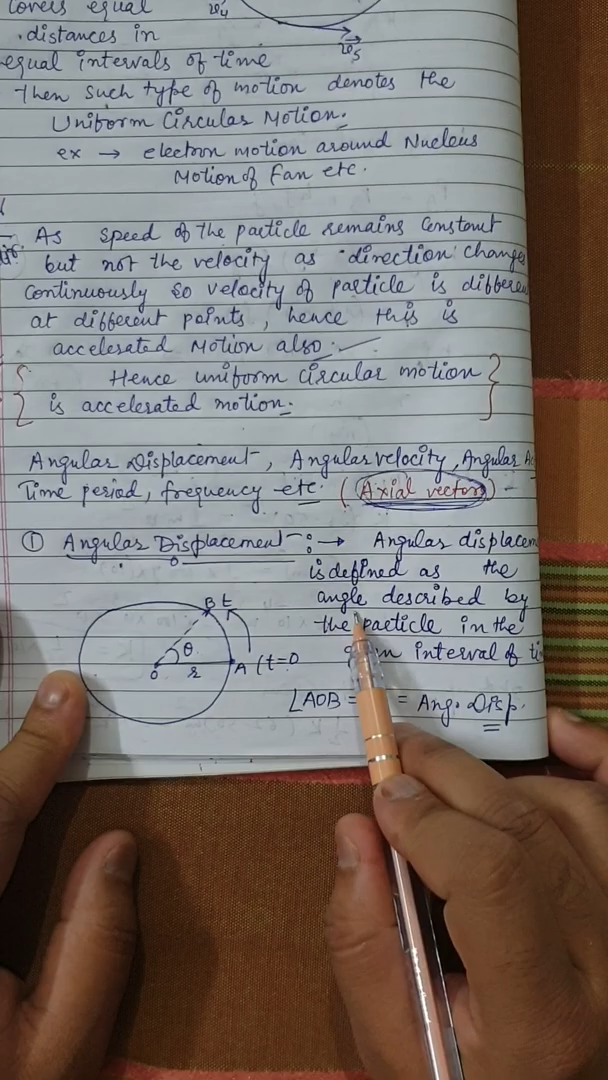 covers equal
distances in
equal intervals of time
Then such type of motion denotes the
Uniform Circular Motion.
ex → electron motion around Nucleus
Motion of Fan etc.
As speed of the particle remains Constant
but not the velocity as direction changes
Continuously so velocity of particle is differen
at different points, hence this is
accelerated Motion also.
{ Hence uniform circular motion }
is accelerated motion.
Angular Displacement, Angular velocity, Angular
Time period, frequency etc. (Axial vectors)
① Angular Displacement :→ Angular displacem
is defined as the
angle described by
the particle in the
interval of
B t
θ
O r A (t=0
∠AOB = = Ang. Disp.